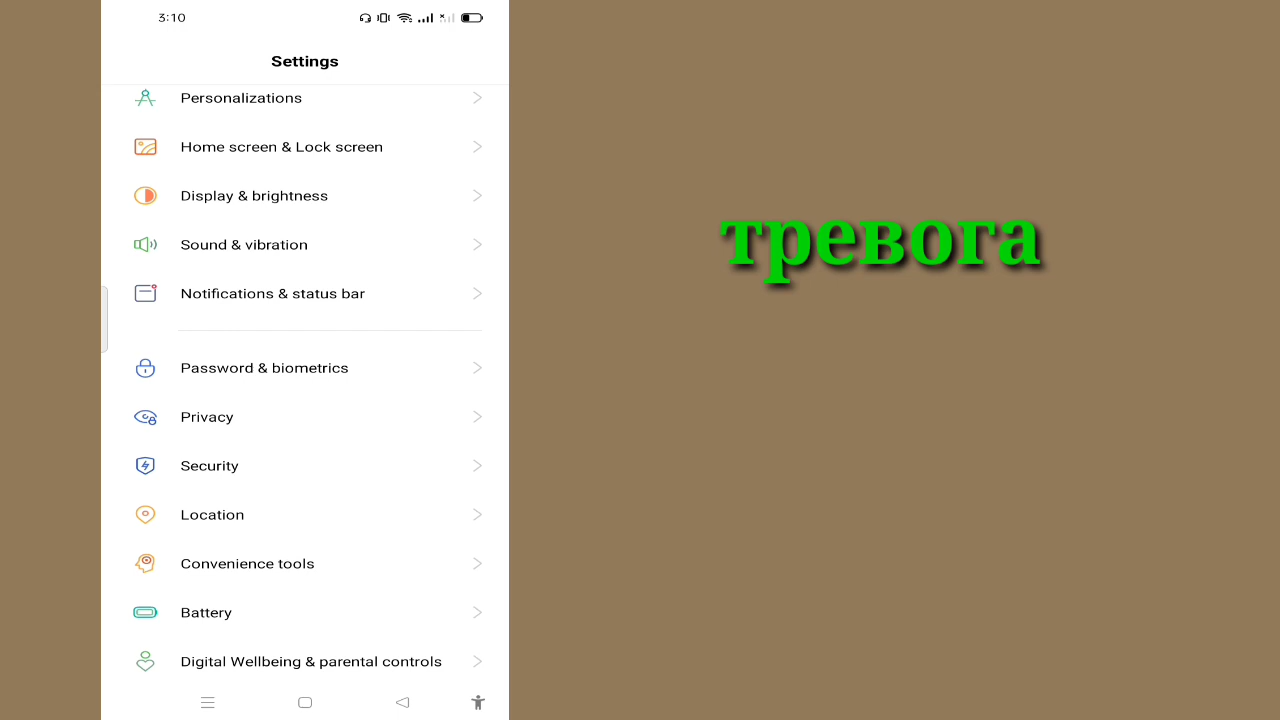 3:10
Settings
Personalizations
Home screen & Lock screen
Display & brightness
Sound & vibration
Notifications & status bar
Password & biometrics
Privacy
Security
Location
Convenience tools
Battery
Digital Wellbeing & parental controls
тревога